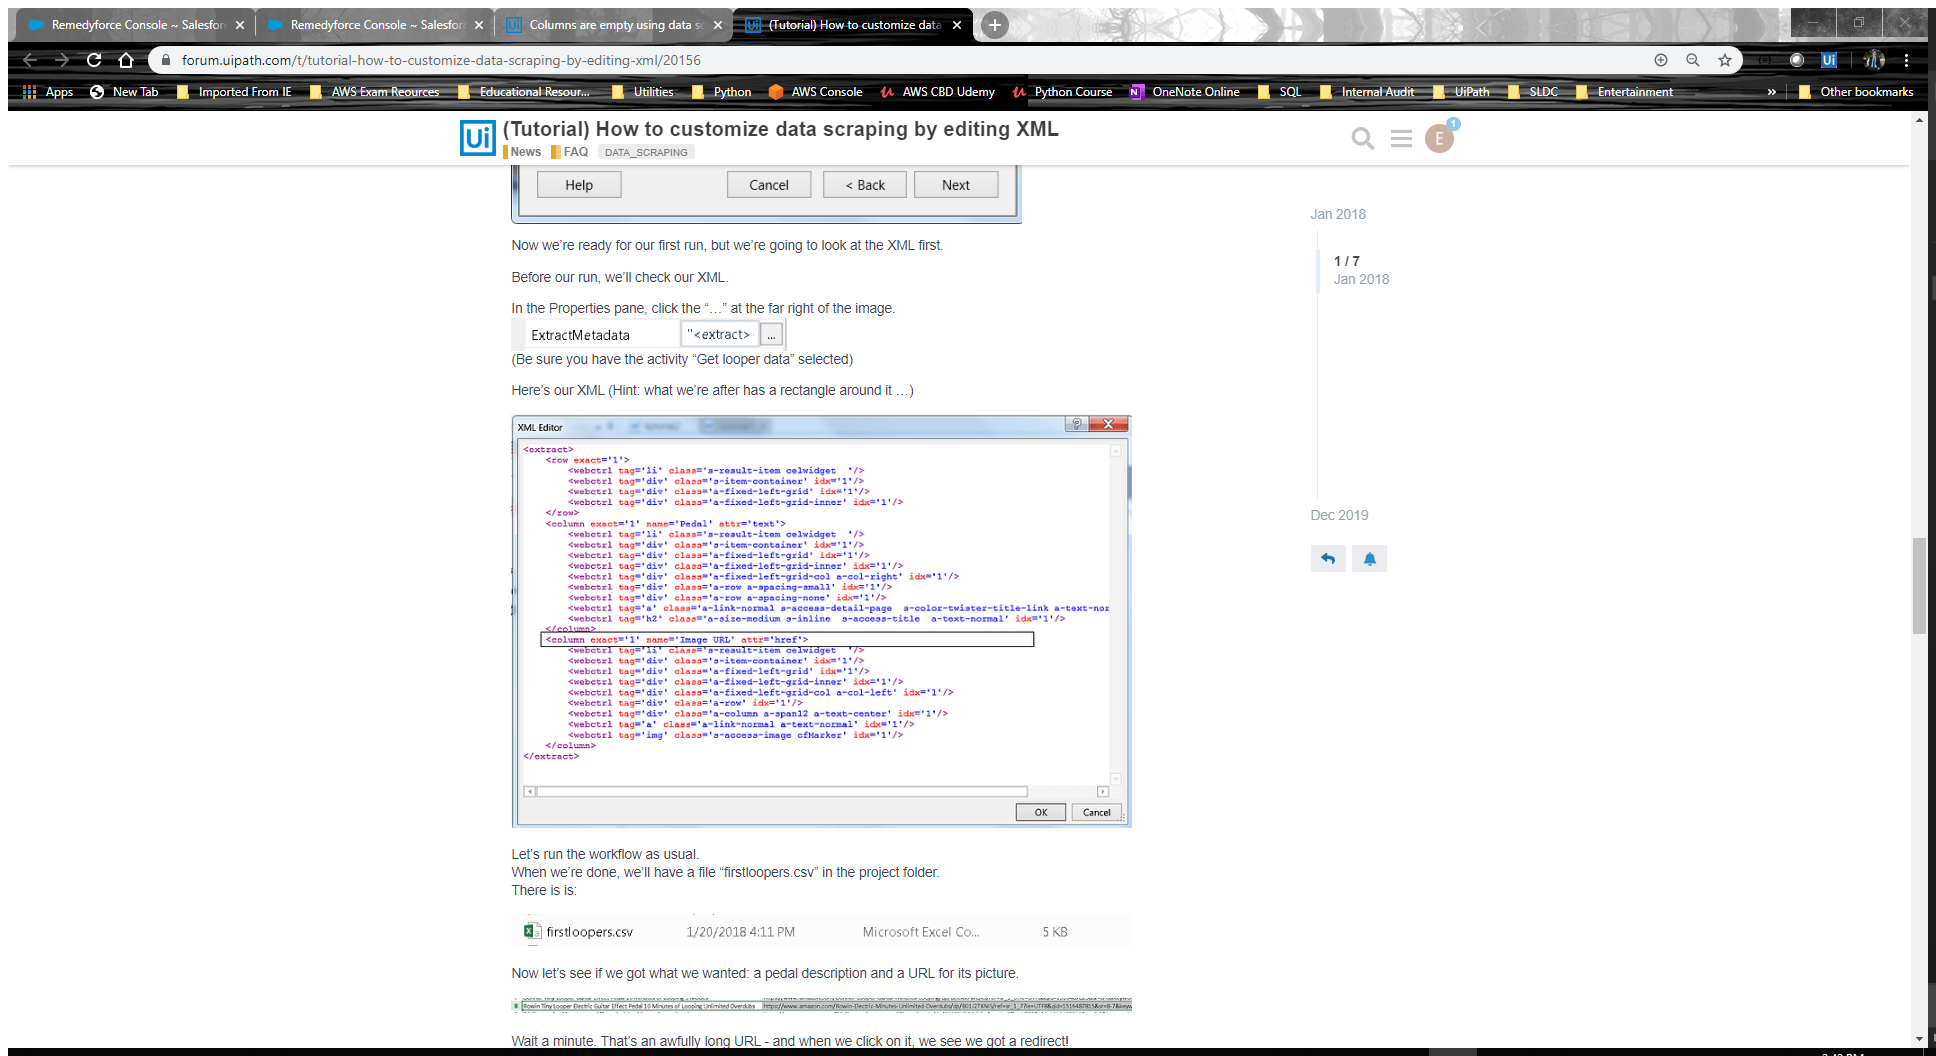 Remedyforce Console ~ Salesfor
Remedyforce Console ~ Salesfor
Columns are empty using data s
(Tutorial) How to customize data
forum.uipath.com/t/tutorial-how-to-customize-data-scraping-by-editing-xml/20156
Apps New Tab Imported From IE AWS Exam Reources Educational Resour... Utilities Python AWS Console AWS CBD Udemy Python Course OneNote Online SQL Internal Audit UiPath SLDC Entertainment » Other bookmarks
Ui (Tutorial) How to customize data scraping by editing XML
News FAQ DATA_SCRAPING
E 1
Help Cancel < Back Next
Now we're ready for our first run, but we're going to look at the XML first.
Before our run, we'll check our XML.
In the Properties pane, click the “…” at the far right of the image.
ExtractMetadata "<extract> ...
(Be sure you have the activity “Get looper data” selected)
Here's our XML (Hint: what we're after has a rectangle around it …)
XML Editor
<extract>
<row exact='1'>
<webctrl tag='li' class='s-result-item celwidget  '/>
<webctrl tag='div' class='s-item-container' idx='1'/>
<webctrl tag='div' class='a-fixed-left-grid' idx='1'/>
<webctrl tag='div' class='a-fixed-left-grid-inner' idx='1'/>
</row>
<column exact='1' name='Pedal' attr='text'>
<webctrl tag='li' class='s-result-item celwidget  '/>
<webctrl tag='div' class='s-item-container' idx='1'/>
<webctrl tag='div' class='a-fixed-left-grid' idx='1'/>
<webctrl tag='div' class='a-fixed-left-grid-inner' idx='1'/>
<webctrl tag='div' class='a-fixed-left-grid-col a-col-right' idx='1'/>
<webctrl tag='div' class='a-row a-spacing-small' idx='1'/>
<webctrl tag='div' class='a-row a-spacing-none' idx='1'/>
<webctrl tag='a' class='a-link-normal s-access-detail-page  s-color-twister-title-link a-text-nor
<webctrl tag='h2' class='a-size-medium s-inline  s-access-title  a-text-normal' idx='1'/>
</column>
<column exact='1' name='Image URL' attr='href'>
<webctrl tag='li' class='s-result-item celwidget  '/>
<webctrl tag='div' class='s-item-container' idx='1'/>
<webctrl tag='div' class='a-fixed-left-grid' idx='1'/>
<webctrl tag='div' class='a-fixed-left-grid-inner' idx='1'/>
<webctrl tag='div' class='a-fixed-left-grid-col a-col-left' idx='1'/>
<webctrl tag='div' class='a-row' idx='1'/>
<webctrl tag='div' class='a-column a-span12 a-text-center' idx='1'/>
<webctrl tag='a' class='a-link-normal a-text-normal' idx='1'/>
<webctrl tag='img' class='s-access-image cfMarker' idx='1'/>
</column>
</extract>
OK Cancel
Let's run the workflow as usual.
When we're done, we'll have a file “firstloopers.csv” in the project folder.
There is is:
firstloopers.csv 1/20/2018 4:11 PM Microsoft Excel Co... 5 KB
Now let's see if we got what we wanted: a pedal description and a URL for its picture.
8 Rowin Tiny Looper Electric Guitar Effect Pedal 10 Minutes of Looping Unlimited Overdubs
Wait a minute. That's an awfully long URL - and when we click on it, we see we got a redirect!
Jan 2018
1 / 7
Jan 2018
Dec 2019